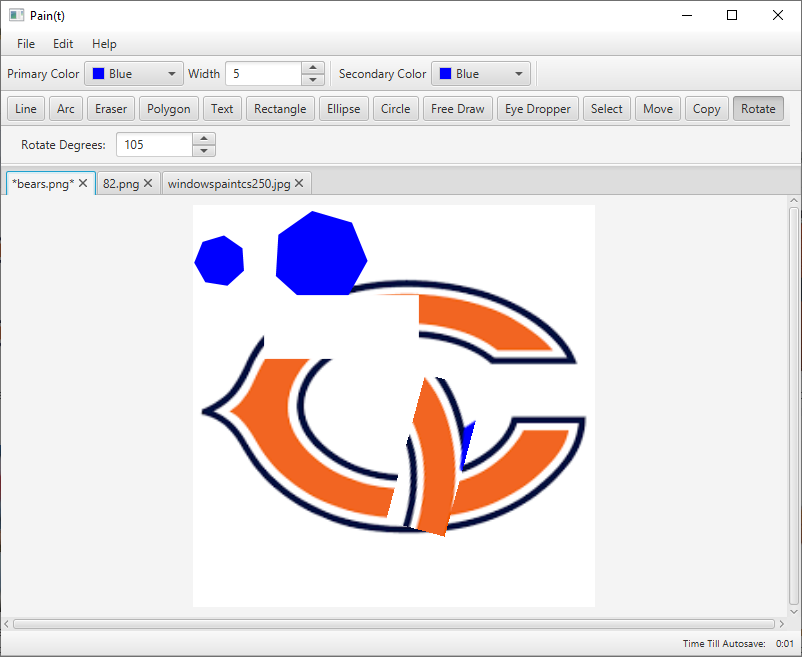 Pain(t)
File Edit Help
Primary Color Blue Width 5 Secondary Color Blue
Line Arc Eraser Polygon Text Rectangle Ellipse Circle Free Draw Eye Dropper Select Move Copy Rotate
Rotate Degrees: 105
*bears.png* 82.png windowspaintcs250.jpg
Time Till Autosave: 0:01